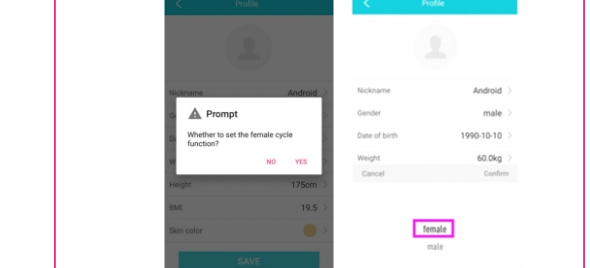 Profile
Nickname Android
Prompt
Whether to set the female cycle
function?
NO YES
Height 175cm
BMI 19.5
Skin color
SAVE
Profile
Nickname Android
Gender male
Date of birth 1990-10-10
Weight 60.0kg
Cancel Confirm
female
male